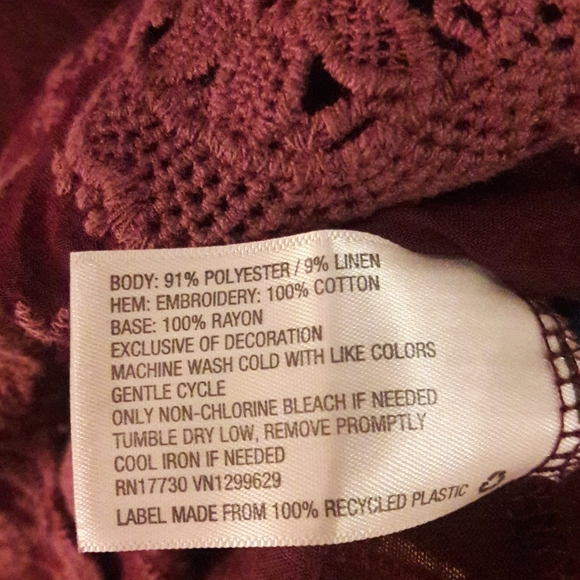 BODY: 91% POLYESTER / 9% LINEN
HEM: EMBROIDERY: 100% COTTON
BASE: 100% RAYON
EXCLUSIVE OF DECORATION
MACHINE WASH COLD WITH LIKE COLORS
GENTLE CYCLE
ONLY NON-CHLORINE BLEACH IF NEEDED
TUMBLE DRY LOW, REMOVE PROMPTLY
COOL IRON IF NEEDED
RN17730 VN1299629
LABEL MADE FROM 100% RECYCLED PLASTIC